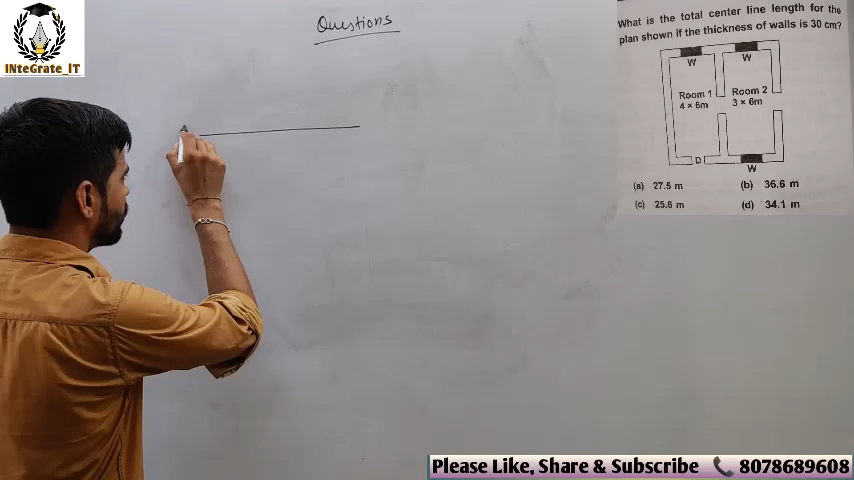 INteGrate_IT
Questions
What is the total center line length for the
plan shown if the thickness of walls is 30 cm?
W
W
Room 1
4 × 6m
Room 2
3 × 6m
D
W
(a) 27.5 m
(b) 36.6 m
(c) 25.6 m
(d) 34.1 m
Please Like, Share & Subscribe 📞 8078689608